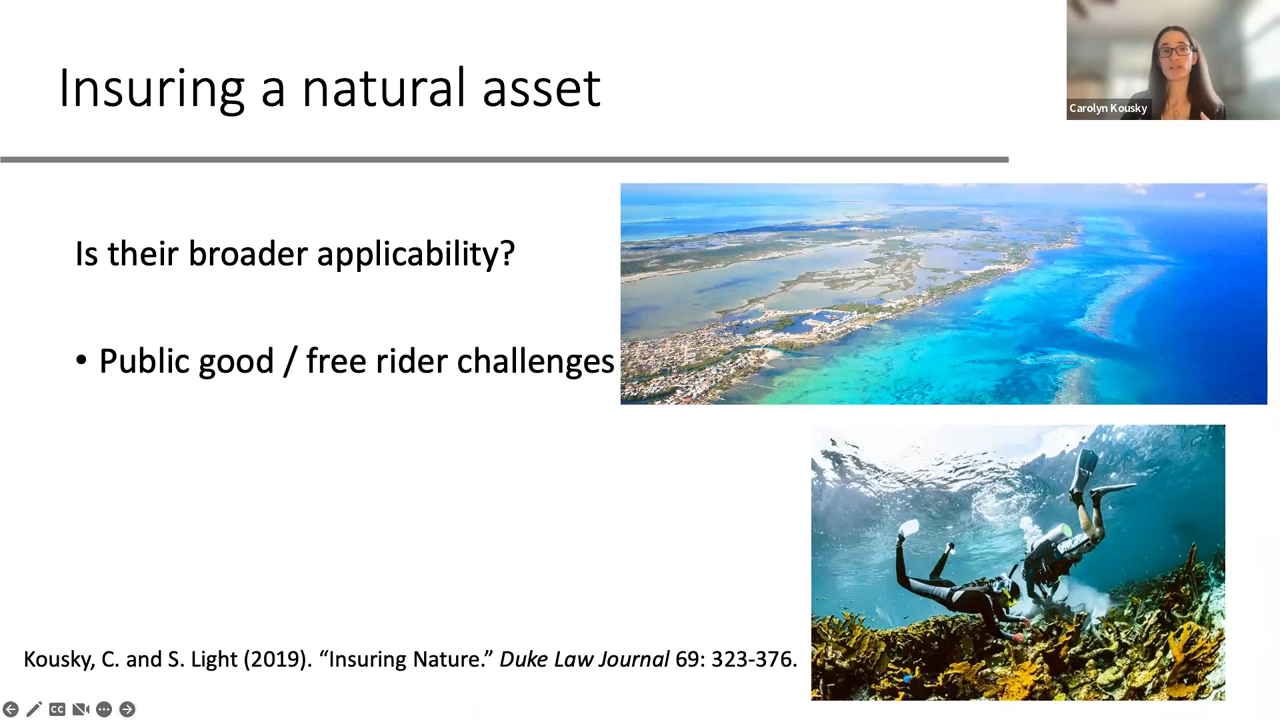 Insuring a natural asset
Carolyn Kousky
Is their broader applicability?
• Public good / free rider challenges
Kousky, C. and S. Light (2019). “Insuring Nature.” Duke Law Journal 69: 323-376.
CC